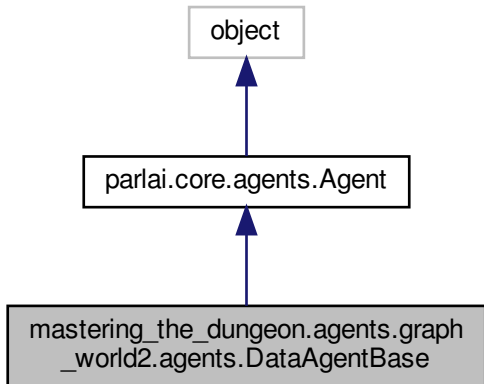 object
parlai.core.agents.Agent
mastering_the_dungeon.agents.graph
_world2.agents.DataAgentBase